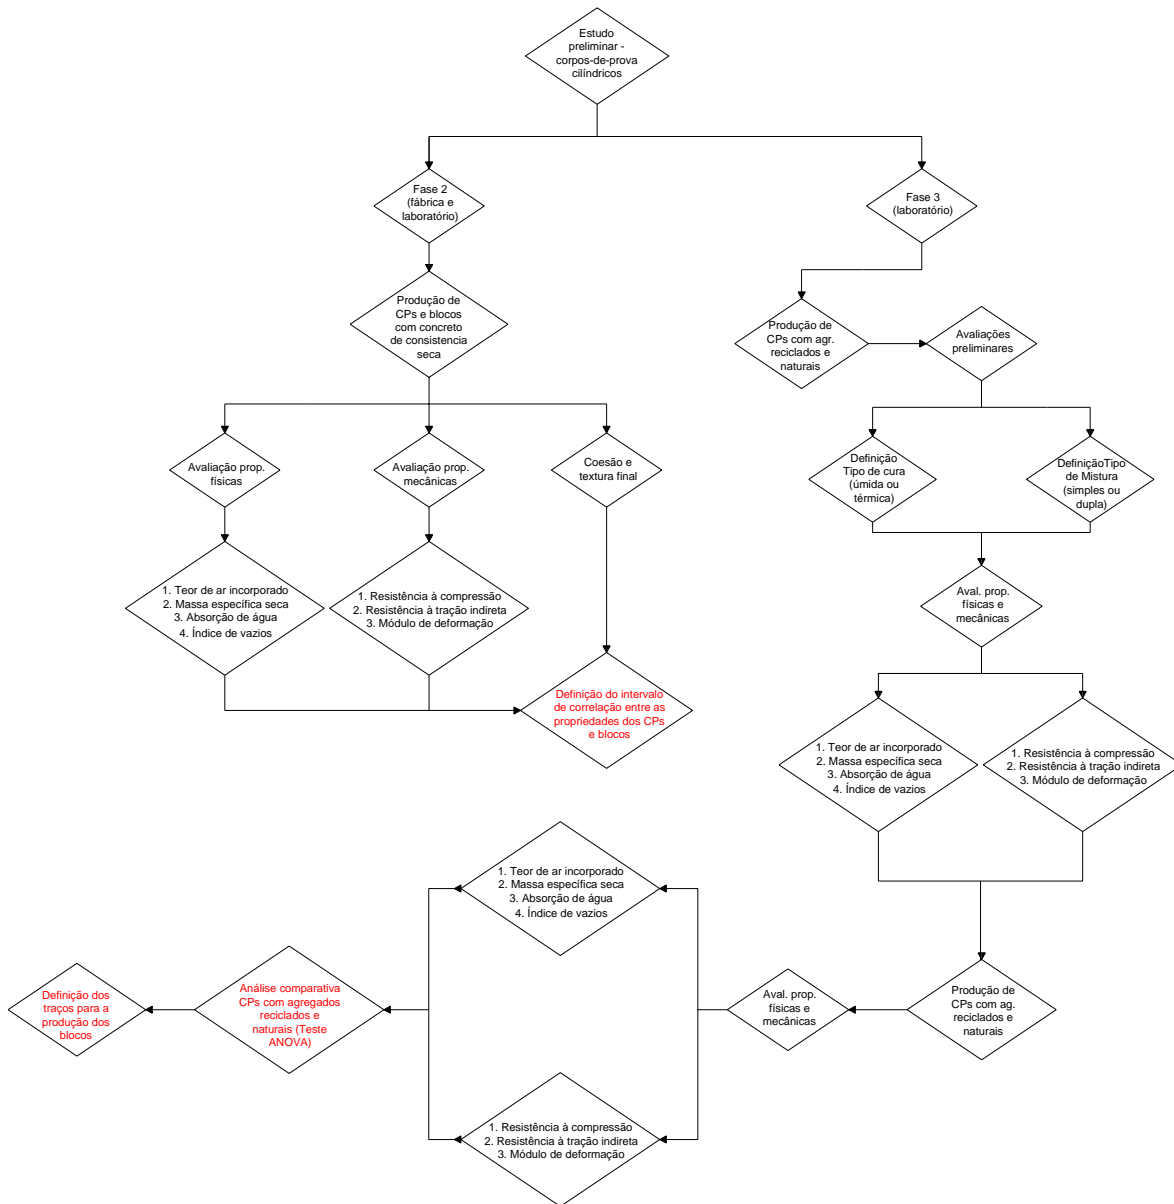 Estudo
preliminar -
corpos-de-prova
cilíndricos
Fase 2
(fábrica e
laboratório)
Fase 3
(laboratório)
Produção de
CPs e blocos
com concreto
de consistencia
seca
Produção de
CPs com agr.
reciclados e
naturais
Avaliações
preliminares
Avaliação prop.
físicas
Avaliação prop.
mecânicas
Coesão e
textura final
Definição
Tipo de cura
(úmida ou
térmica)
DefiniçãoTipo
de Mistura
(simples ou
dupla)
1. Teor de ar incorporado
2. Massa específica seca
3. Absorção de água
4. Índice de vazios
1. Resistência à compressão
2. Resistência à tração indireta
3. Módulo de deformação
Aval. prop.
físicas e
mecânicas
Definição do intervalo
de correlação entre as
propriedades dos CPs
e blocos
1. Teor de ar incorporado
2. Massa específica seca
3. Absorção de água
4. Índice de vazios
1. Resistência à compressão
2. Resistência à tração indireta
3. Módulo de deformação
1. Teor de ar incorporado
2. Massa específica seca
3. Absorção de água
4. Índice de vazios
Definição dos
traços para a
produção dos
blocos
Análise comparativa
CPs com agregados
reciclados e
naturais (Teste
ANOVA)
Aval. prop.
físicas e
mecânicas
Produção de
CPs com ag.
reciclados e
naturais
1. Resistência à compressão
2. Resistência à tração indireta
3. Módulo de deformação